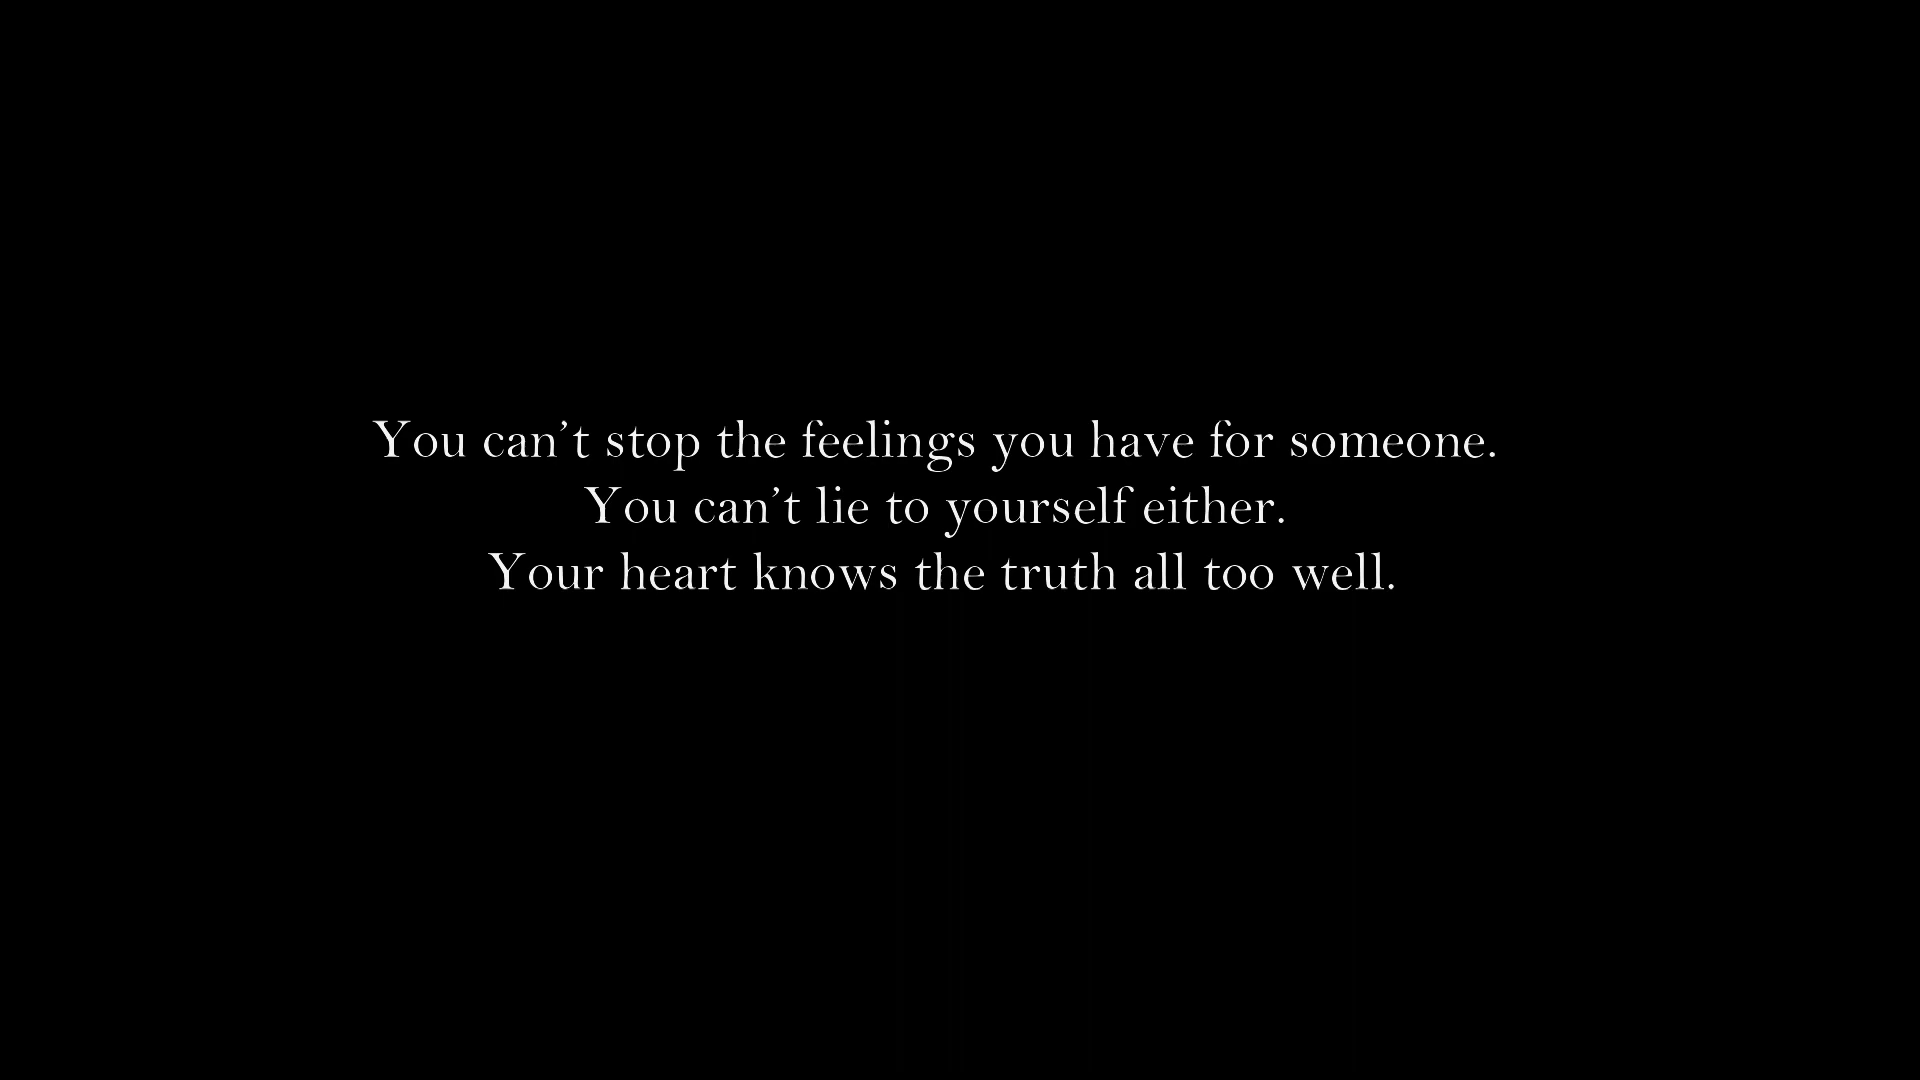 You can’t stop the feelings you have for someone.
You can’t lie to yourself either.
Your heart knows the truth all too well.